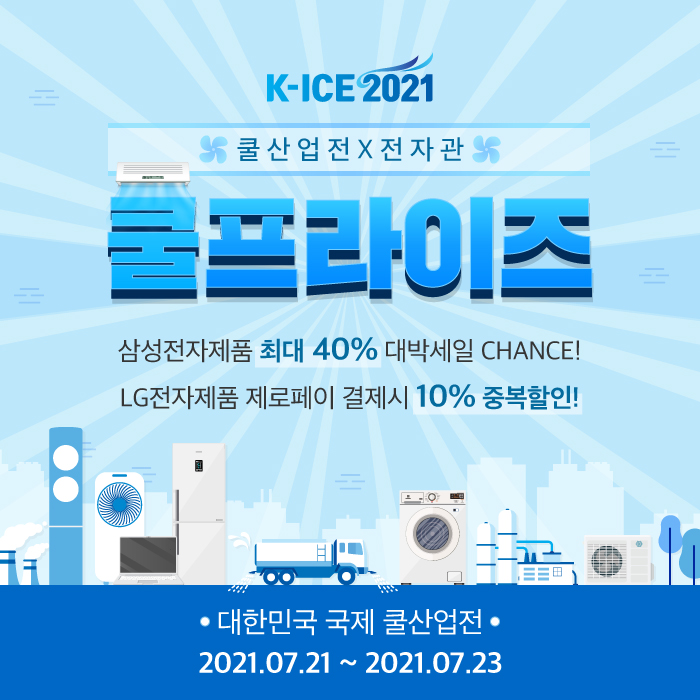 K-ICE 2021
쿨산업전X전자관
쿨프라이즈
삼성전자제품 최대 40% 대박세일 CHANCE!
LG전자제품 제로페이 결제시 10% 중복할인!
• 대한민국 국제 쿨산업전 •
2021.07.21 ~ 2021.07.23